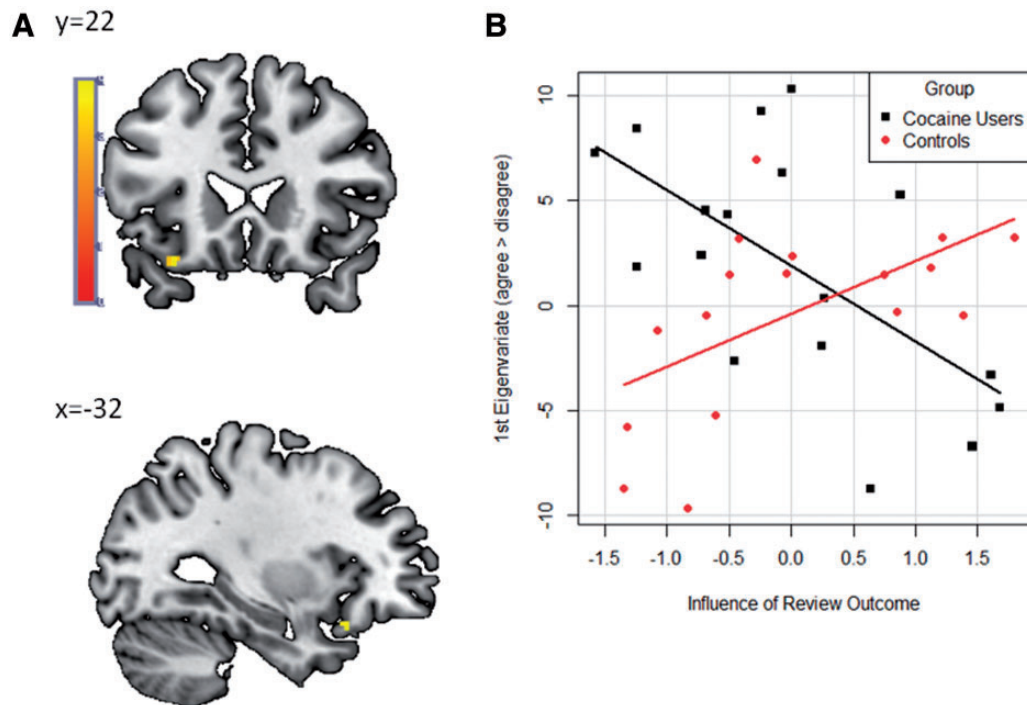 A
y=22
x=-32
B
Group
Cocaine Users
Controls
1st Eigenvariate (agree > disagree)
10
5
0
-5
-10
-1.5 -1.0 -0.5 0.0 0.5 1.0 1.5
Influence of Review Outcome